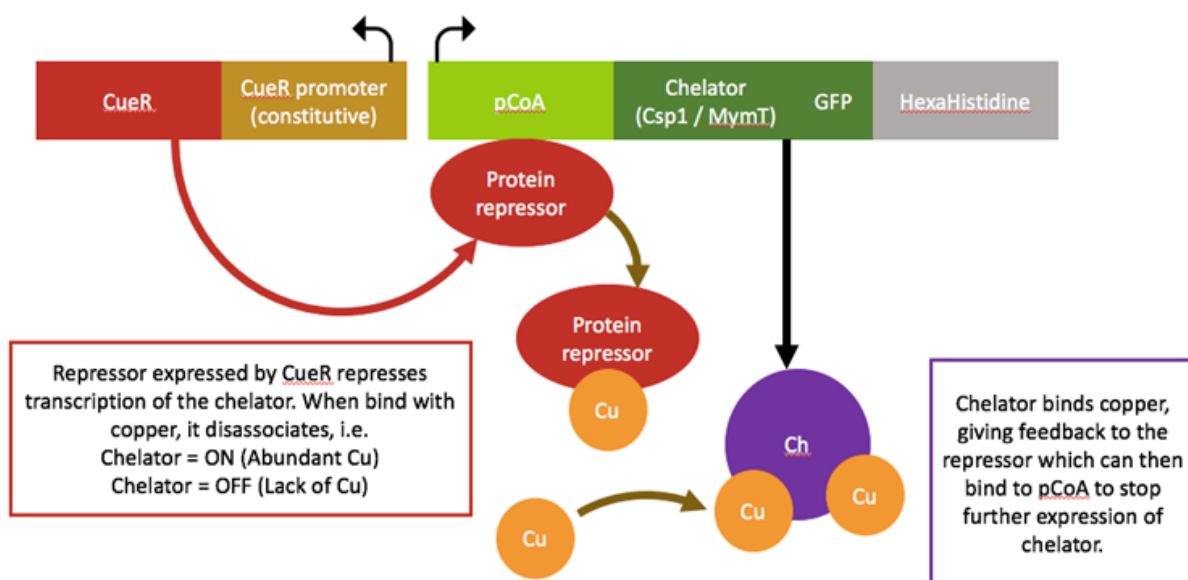 CueR
CueR promoter
(constitutive)
pCoA
Chelator
(Csp1 / MymT)
GFP
HexaHistidine
Protein
repressor
Protein
repressor
Cu
Repressor expressed by CueR represses
transcription of the chelator. When bind with
copper, it disassociates, i.e.
Chelator = ON (Abundant Cu)
Chelator = OFF (Lack of Cu)
Ch
Cu
Cu
Cu
Chelator binds copper,
giving feedback to the
repressor which can then
bind to pCoA to stop
further expression of
chelator.